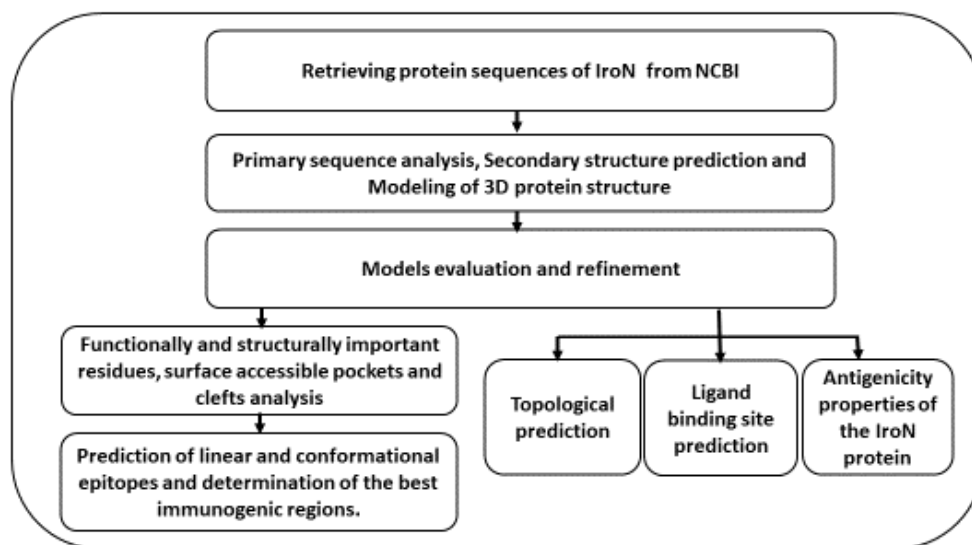 Retrieving protein sequences of IroN from NCBI
Primary sequence analysis, Secondary structure prediction and
Modeling of 3D protein structure
Models evaluation and refinement
Functionally and structurally important
residues, surface accessible pockets and
clefts analysis
Prediction of linear and conformational
epitopes and determination of the best
immunogenic regions.
Topological
prediction
Ligand
binding site
prediction
Antigenicity
properties of
the IroN
protein